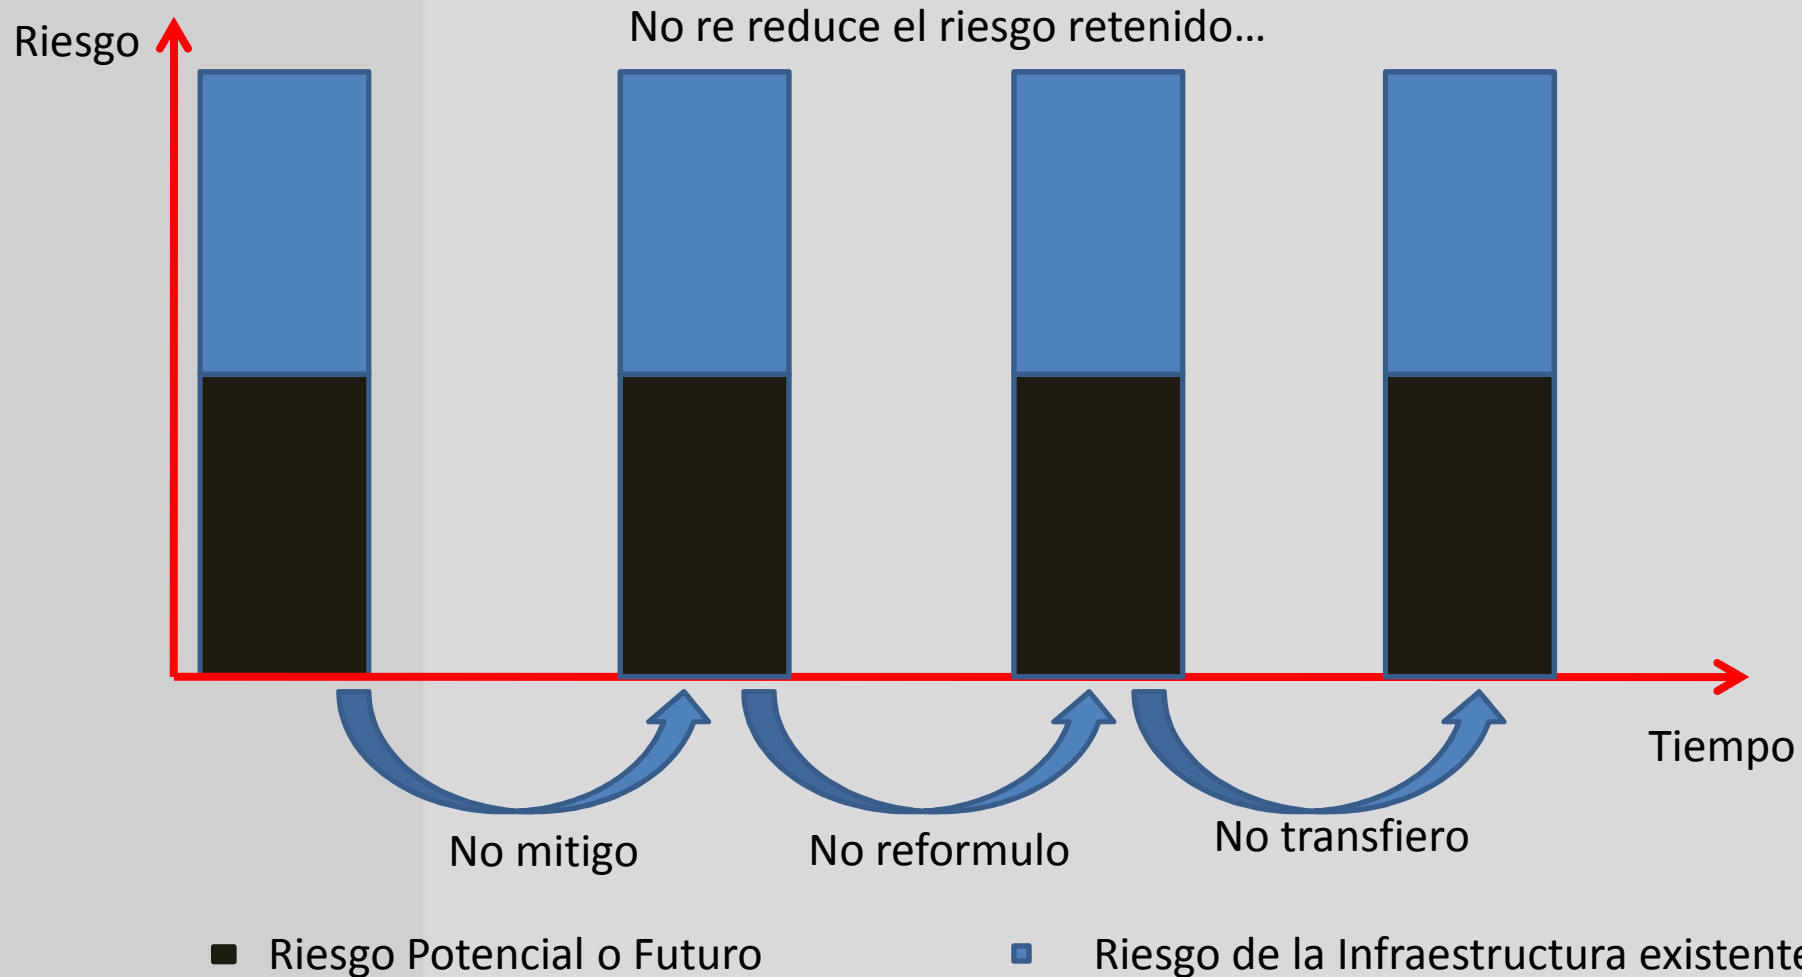 No re reduce el riesgo retenido...
Riesgo
Tiempo
No mitigo
No reformulo
No transfiero
Riesgo Potencial o Futuro
Riesgo de la Infraestructura existente